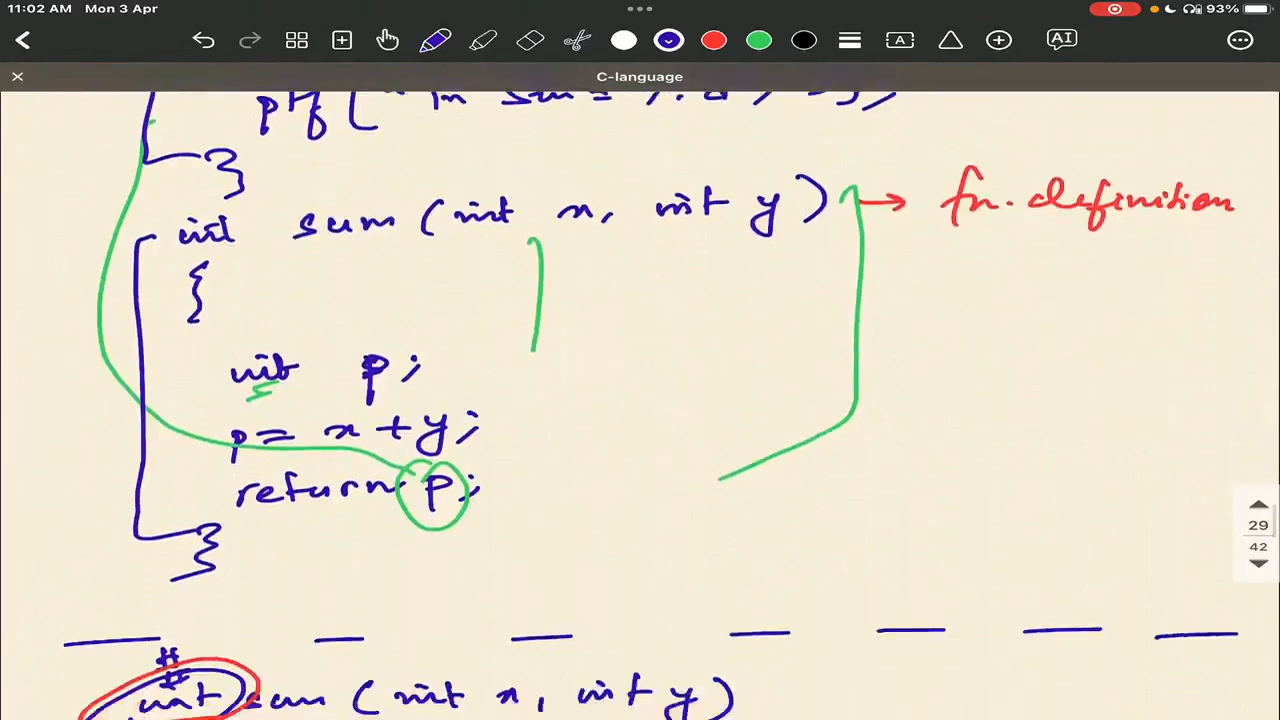 11:02 AM Mon 3 Apr
93%
A
AI
C-language
}
int sum (int x, int y) → fn. definition
{
int p;
p = x + y;
return p;
}
29
42
int sum (int x, int y)